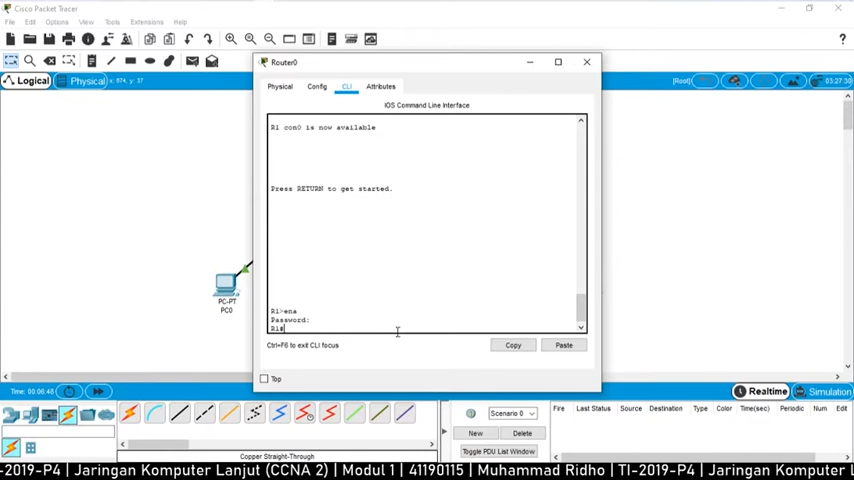 Cisco Packet Tracer
File Edit Options View Tools Extensions Help
Logical
Physical
x: 874, y: 37
[Root]
03:27:30
Router0
Physical
Config
CLI
Attributes
IOS Command Line Interface
R1 con0 is now available
Press RETURN to get started.
R1>ena
Password:
R1#
Ctrl+F6 to exit CLI focus
Copy
Paste
Top
PC-PT
PC0
Time: 00:06:48
Realtime
Simulation
Scenario 0
New
Delete
Toggle PDU List Window
Fire Last Status Source Destination Type Color Time(sec) Periodic Num Edit
Copper Straight-Through
-2019-P4 | Jaringan Komputer Lanjut (CCNA 2) | Modul 1 | 41190115 | Muhammad Ridho | TI-2019-P4 | Jaringan Komputer L